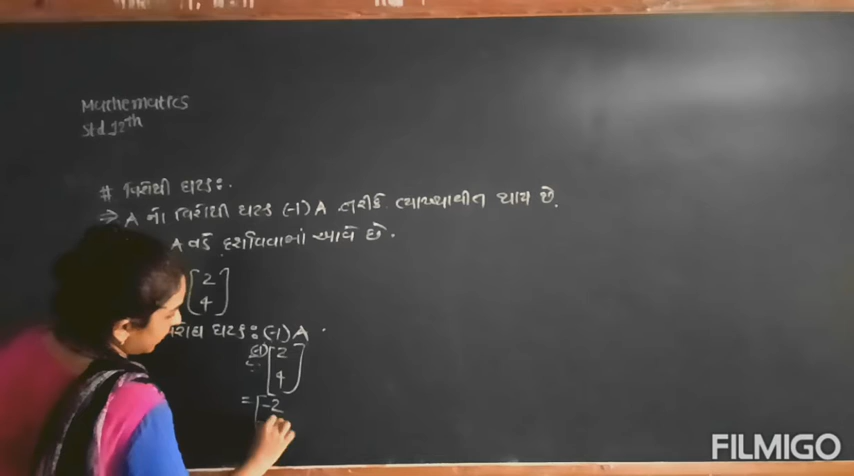 Mathematics
Std 12th
# વિરોધી ઘટક :.
⇒ A નો વિરોધી ઘટક (-1) A તરીકે વ્યાખ્યાયીત થાય છે.
A વડે દર્શાવવામાં આવે છે.
[2
4]
ઘટક : (-1) A .
(-1) [2
4]
= [-2
FILMIGO